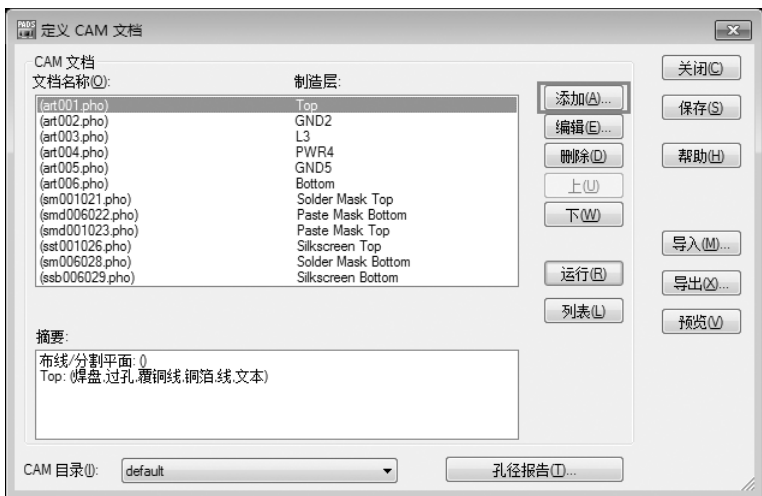 PADS 定义 CAM 文档
CAM 文档
文档名称(O): 制造层:
(art001.pho) Top
(art002.pho) GND2
(art003.pho) L3
(art004.pho) PWR4
(art005.pho) GND5
(art006.pho) Bottom
(sm001021.pho) Solder Mask Top
(smd006022.pho) Paste Mask Bottom
(smd001023.pho) Paste Mask Top
(sst001026.pho) Silkscreen Top
(sm006028.pho) Solder Mask Bottom
(ssb006029.pho) Silkscreen Bottom
添加(A)...
编辑(E)...
删除(D)
上(U)
下(W)
运行(R)
列表(L)
关闭(C)
保存(S)
帮助(H)
导入(M)...
导出(X)...
预览(V)
摘要:
布线/分割平面: ()
Top: (焊盘.过孔.覆铜线.铜箔.线.文本)
CAM 目录(I): default
孔径报告(T)...